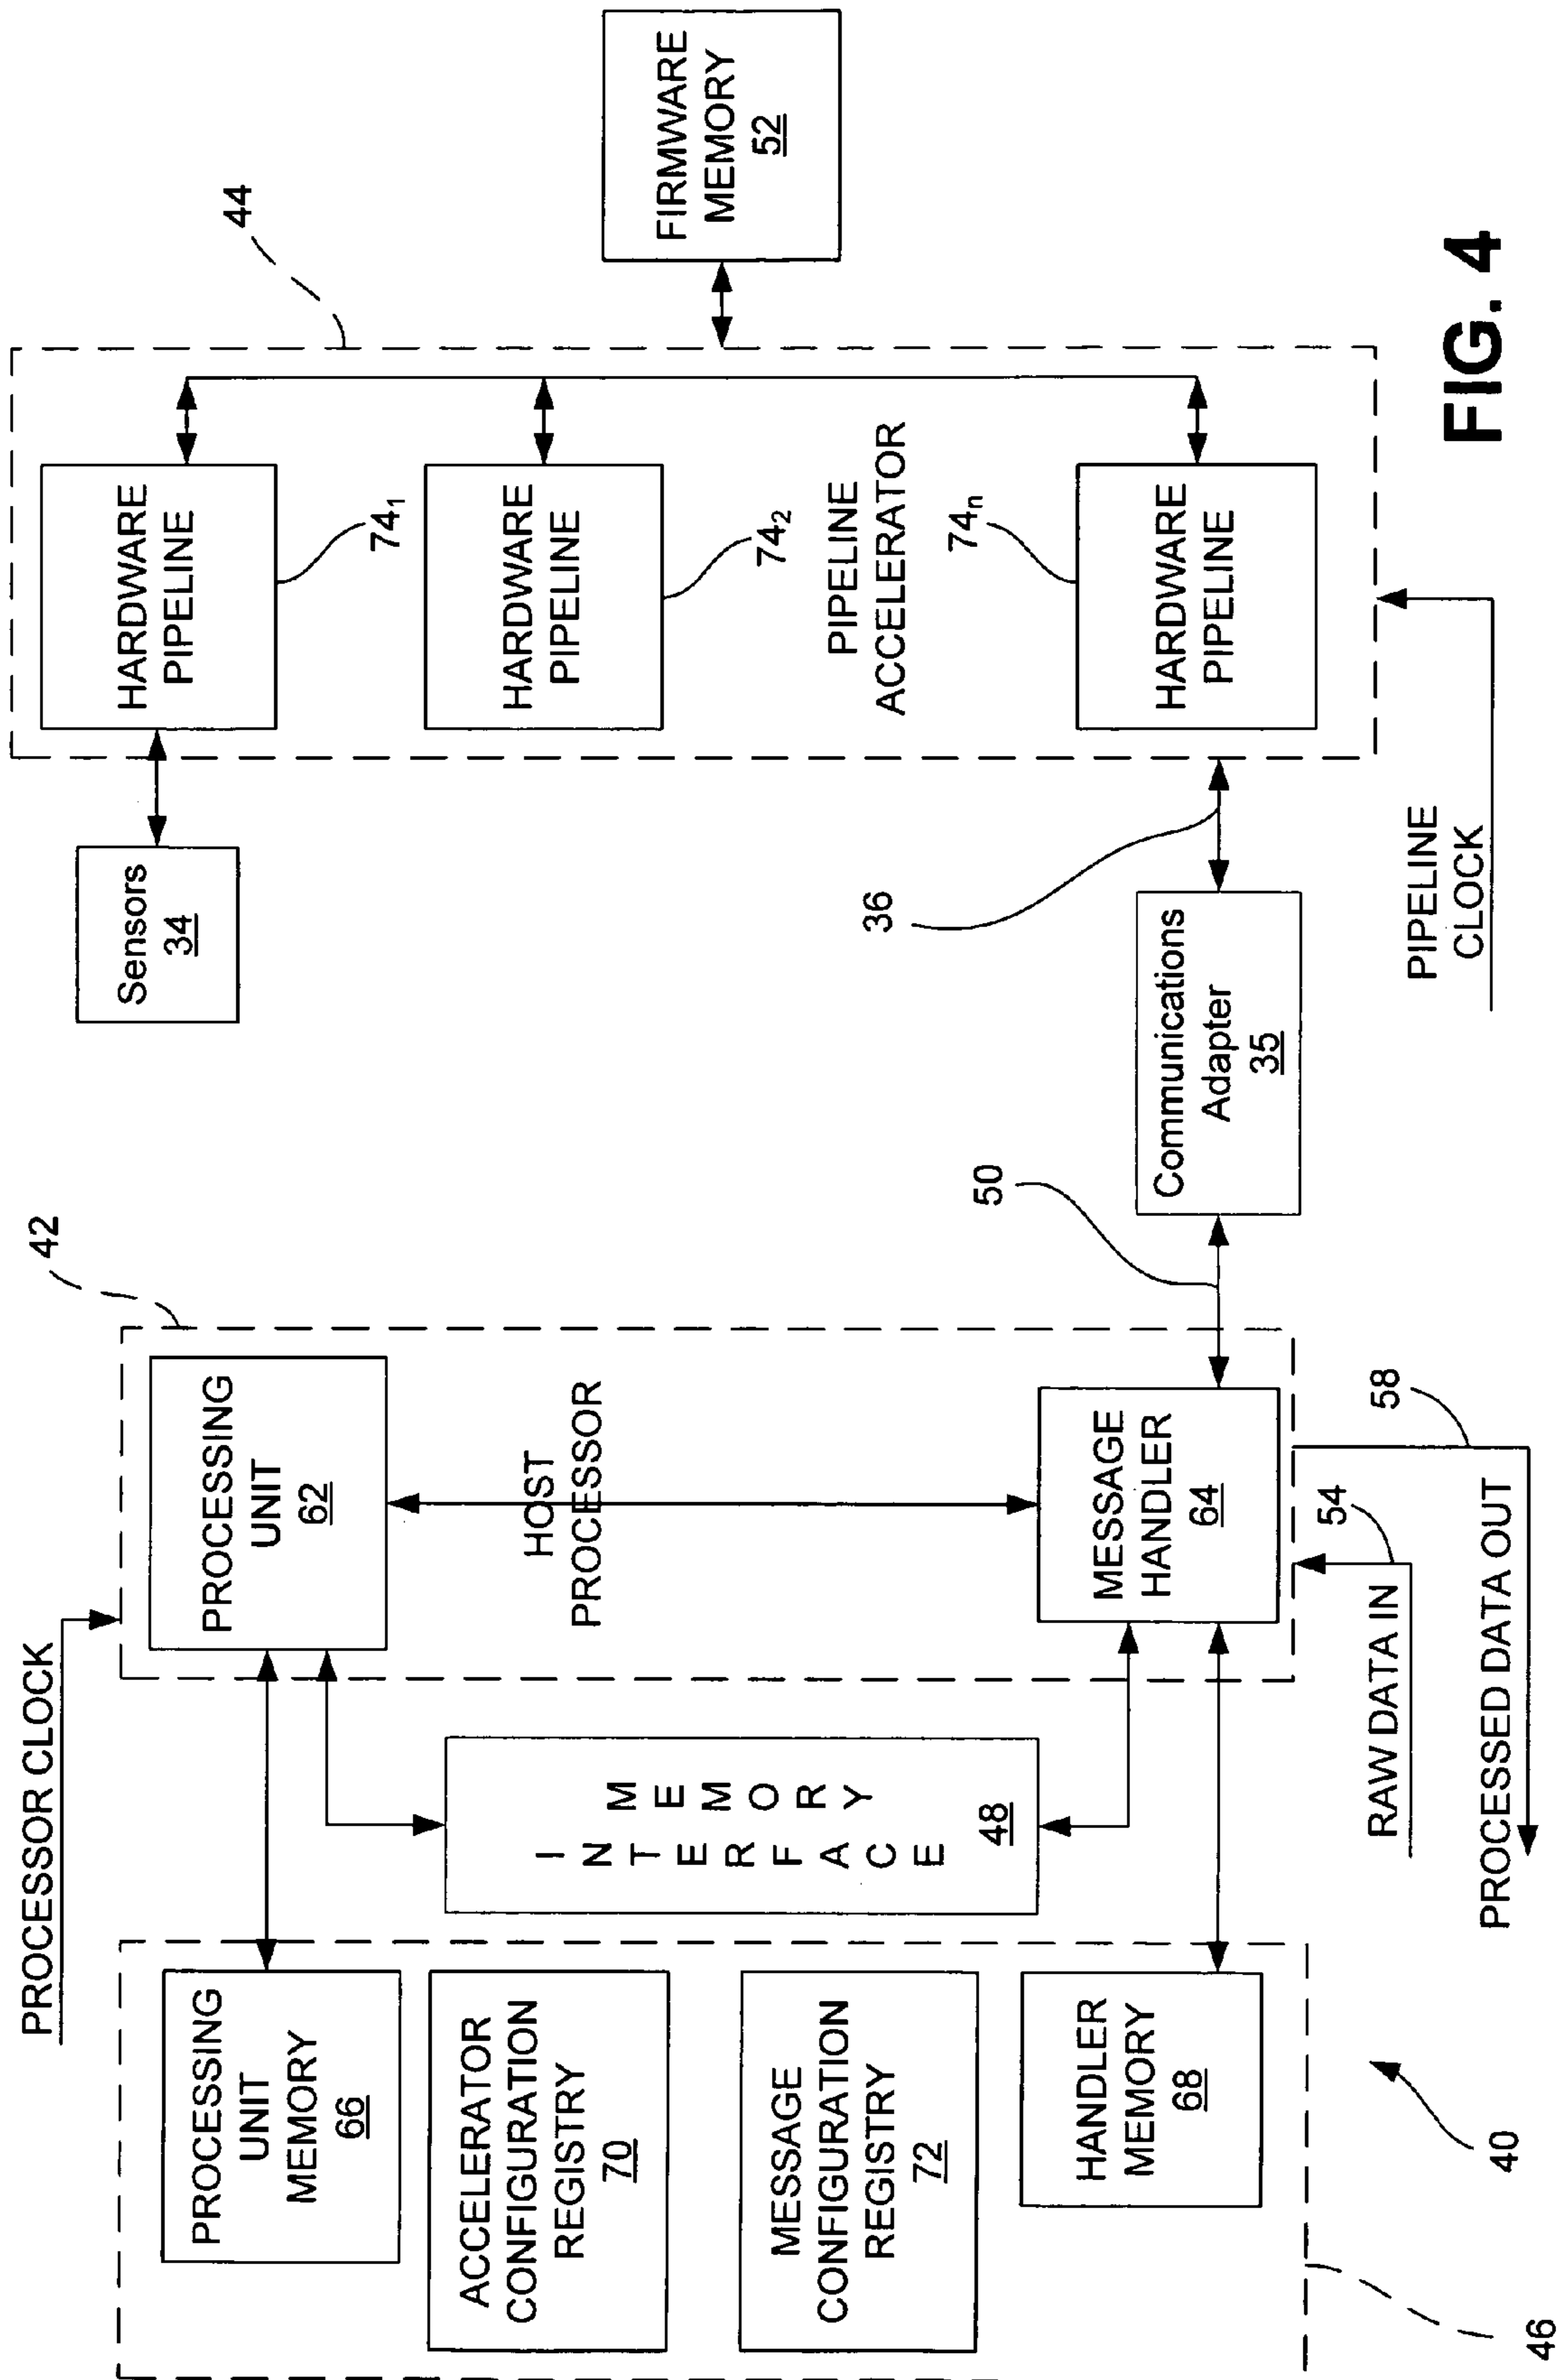 PROCESSOR CLOCK
42
44
PROCESSING
UNIT
MEMORY
66
ACCELERATOR
CONFIGURATION
REGISTRY
70
MESSAGE
CONFIGURATION
REGISTRY
72
HANDLER
MEMORY
68
46
40
MEMORY
INTERFACE
48
PROCESSING
UNIT
62
HOST
PROCESSOR
MESSAGE
HANDLER
64
RAW DATA IN
54
PROCESSED DATA OUT
58
50
Communications
Adapter
35
36
Sensors
34
HARDWARE
PIPELINE
74₁
HARDWARE
PIPELINE
74₂
PIPELINE
ACCELERATOR
HARDWARE
PIPELINE
74ₙ
PIPELINE
CLOCK
FIRMWARE
MEMORY
52
FIG. 4